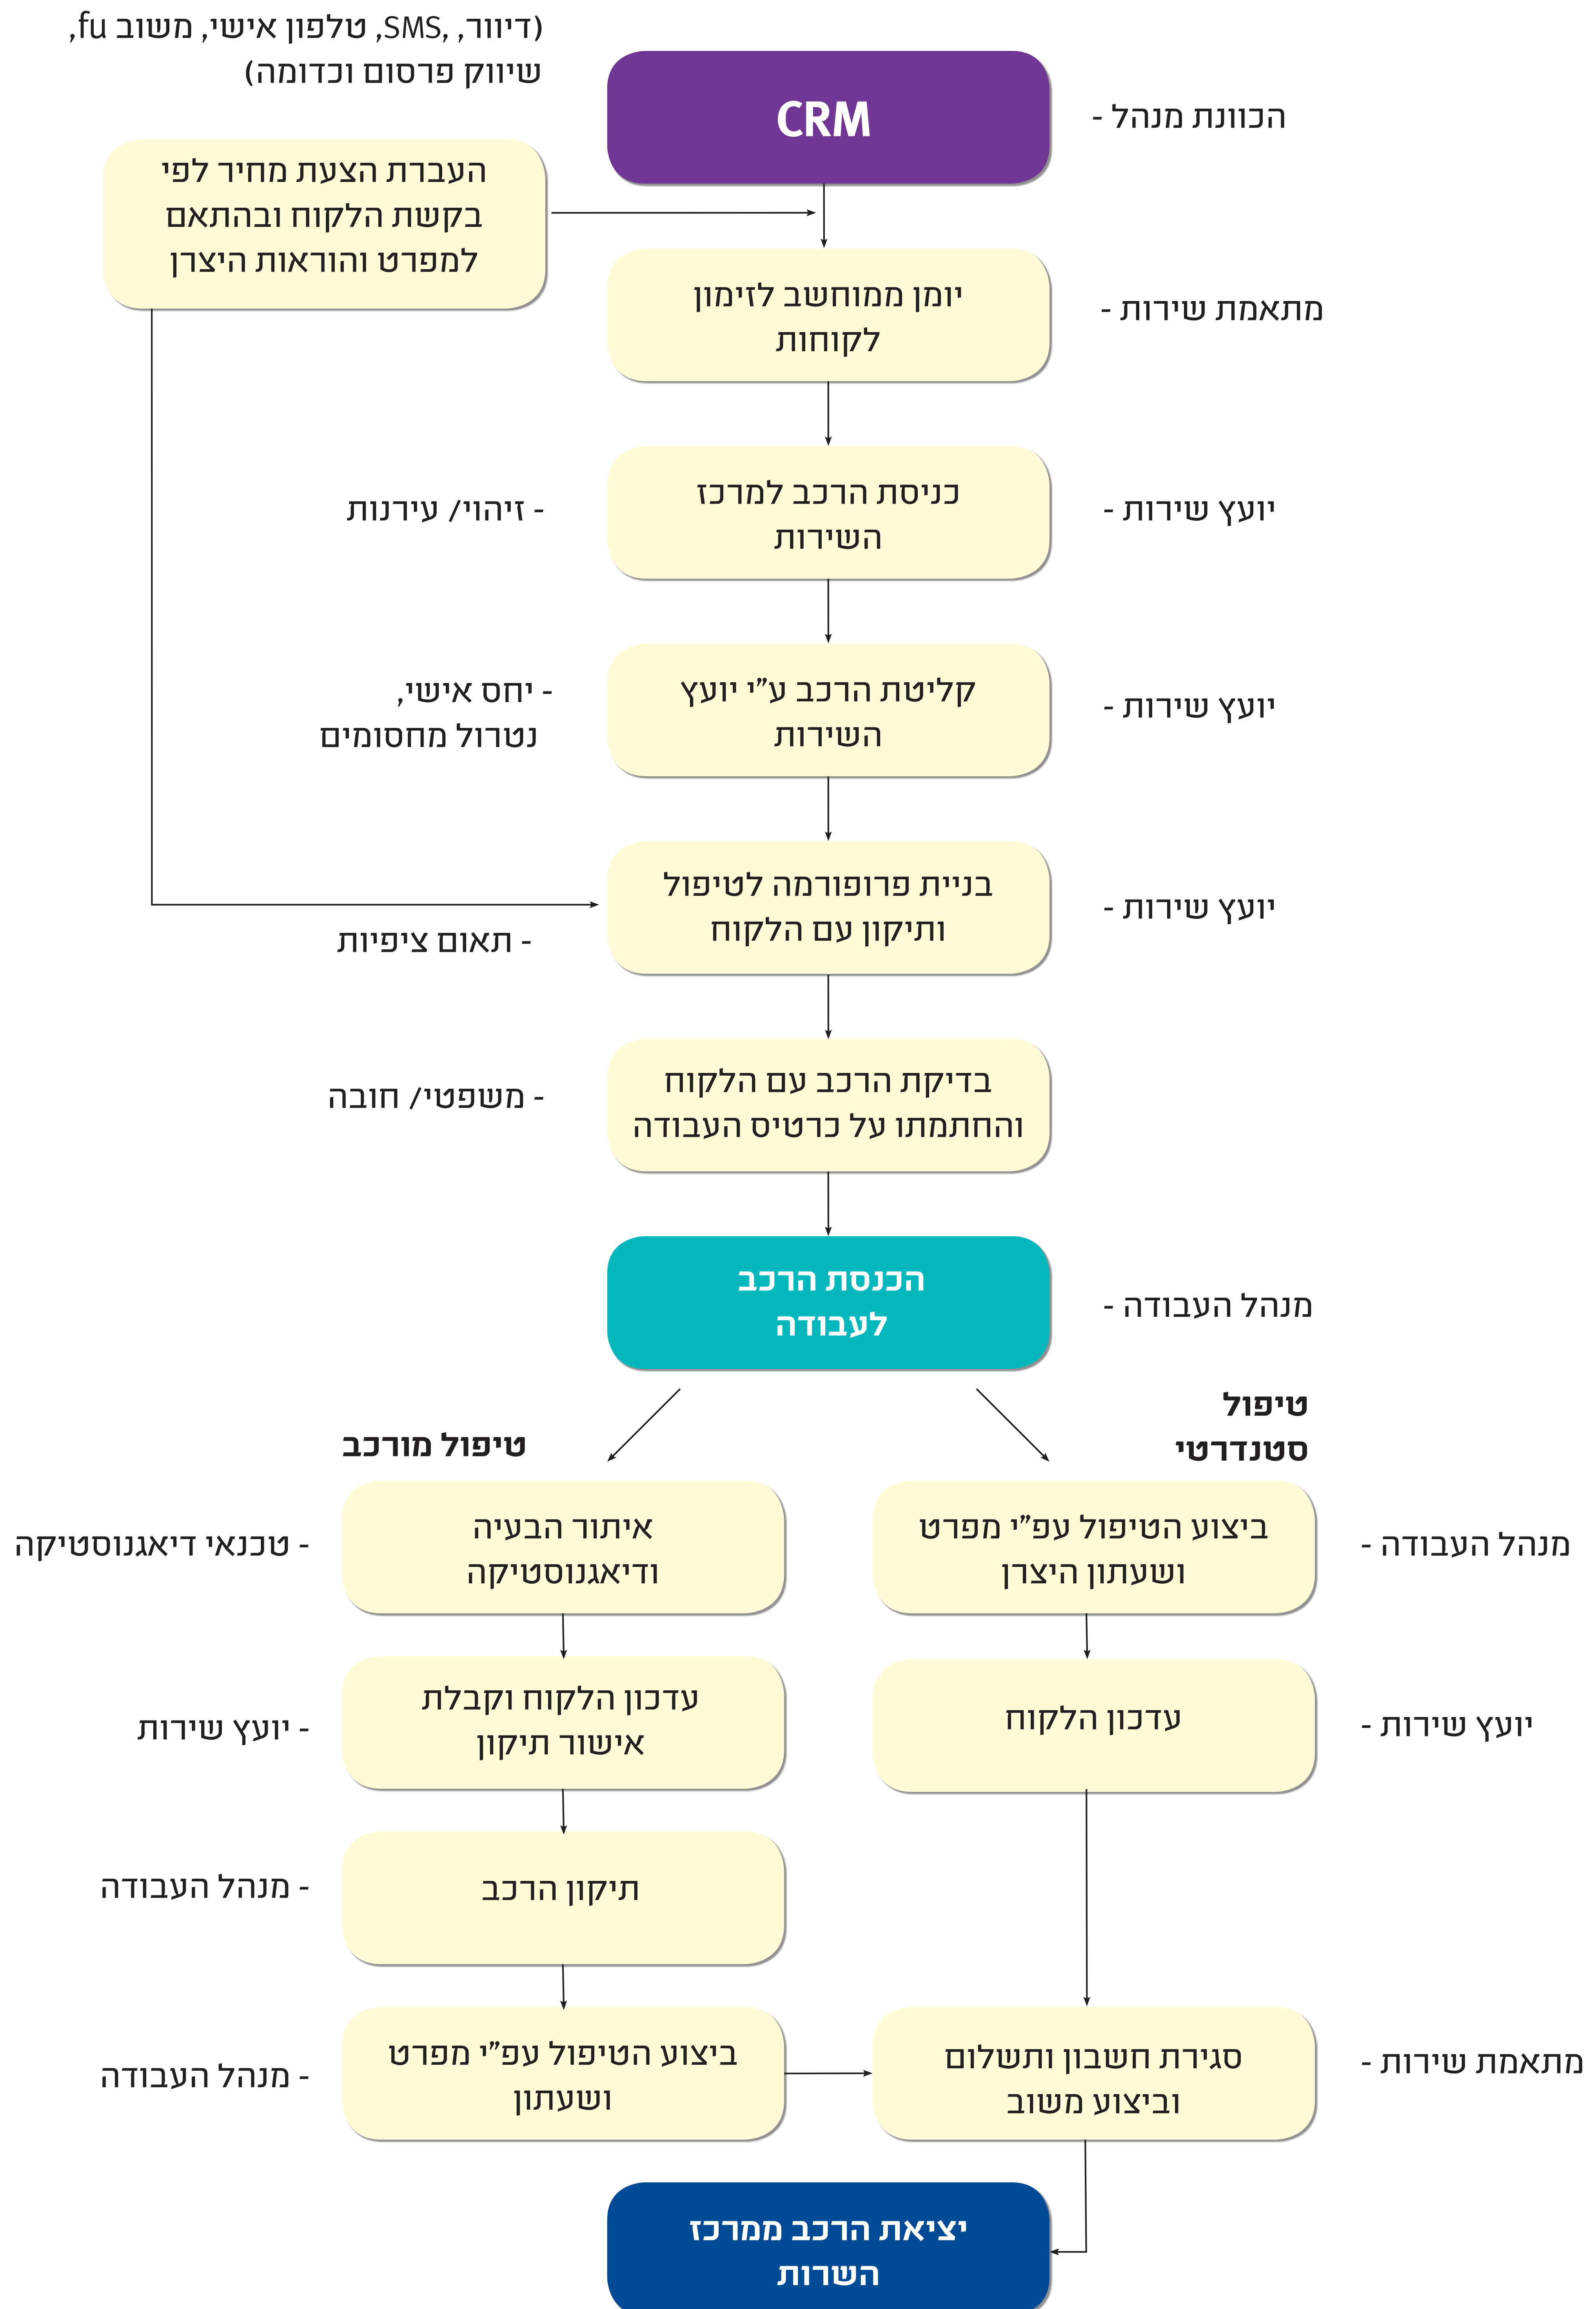 (דיוור, ,SMS, טלפון אישי, משוב fu,
שיווק פרסום וכדומה)
CRM
הכוונת מנהל -
העברת הצעת מחיר לפי
בקשת הלקוח ובהתאם
למפרט והוראות היצרן
יומן ממוחשב לזימון
לקוחות
מתאמת שירות -
כניסת הרכב למרכז
השירות
יועץ שירות -
- זיהוי/ עירנות
קליטת הרכב ע"י יועץ
השירות
יועץ שירות -
- יחס אישי,
נטרול מחסומים
בניית פרופורמה לטיפול
ותיקון עם הלקוח
יועץ שירות -
- תאום ציפיות
בדיקת הרכב עם הלקוח
והחתמתו על כרטיס העבודה
- משפטי/ חובה
הכנסת הרכב
לעבודה
מנהל העבודה -
טיפול
סטנדרטי
טיפול מורכב
ביצוע הטיפול עפ"י מפרט
ושעתון היצרן
מנהל העבודה -
איתור הבעיה
ודיאגנוסטיקה
- טכנאי דיאגנוסטיקה
עדכון הלקוח
יועץ שירות -
עדכון הלקוח וקבלת
אישור תיקון
- יועץ שירות
תיקון הרכב
- מנהל העבודה
סגירת חשבון ותשלום
וביצוע משוב
מתאמת שירות -
ביצוע הטיפול עפ"י מפרט
ושעתון
- מנהל העבודה
יציאת הרכב ממרכז
השרות